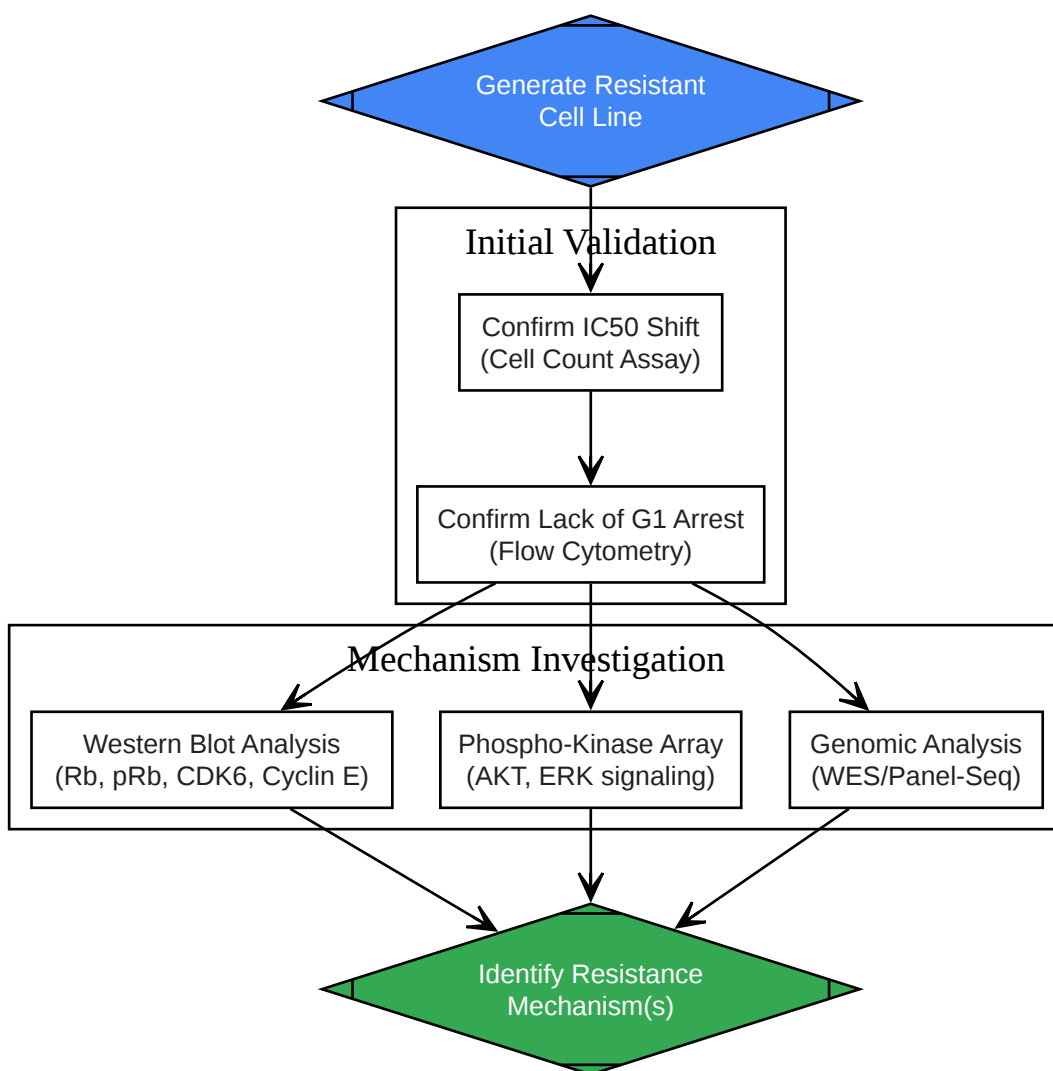 Generate Resistant
Cell Line
Initial Validation
Confirm IC50 Shift
(Cell Count Assay)
Confirm Lack of G1 Arrest
(Flow Cytometry)
Mechanism Investigation
Western Blot Analysis
(Rb, pRb, CDK6, Cyclin E)
Phospho-Kinase Array
(AKT, ERK signaling)
Genomic Analysis
(WES/Panel-Seq)
Identify Resistance
Mechanism(s)